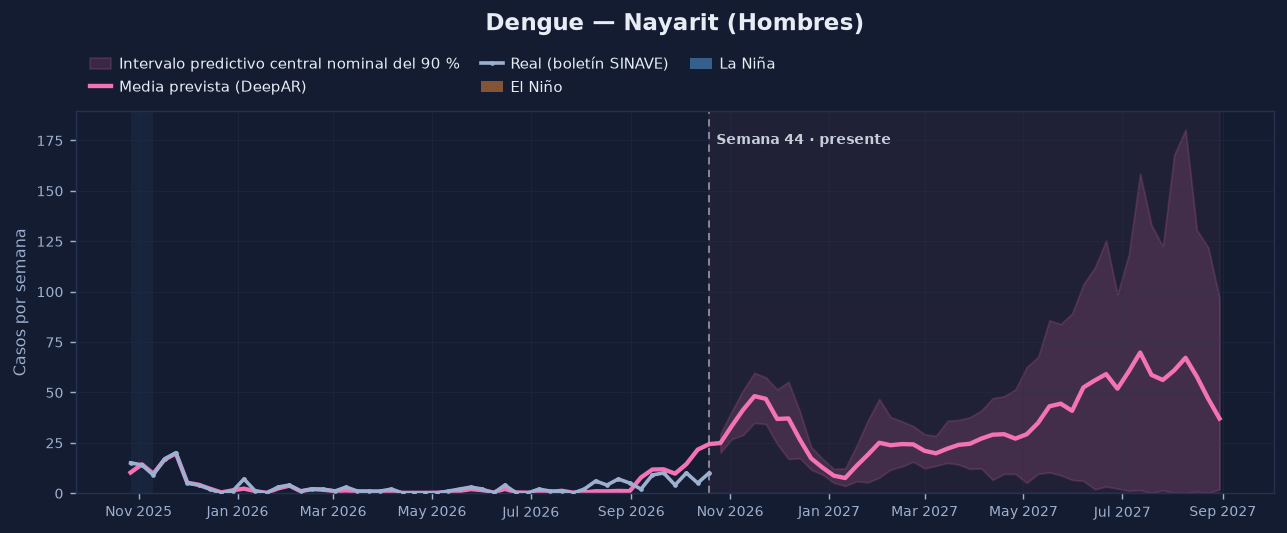 Dengue — Nayarit (Hombres)
Intervalo predictivo central nominal del 90 %
Real (boletín SINAVE)
La Niña
Media prevista (DeepAR)
El Niño
Semana 44 · presente
Casos por semana
175
150
125
100
75
50
25
0
Nov 2025
Jan 2026
Mar 2026
May 2026
Jul 2026
Sep 2026
Nov 2026
Jan 2027
Mar 2027
May 2027
Jul 2027
Sep 2027